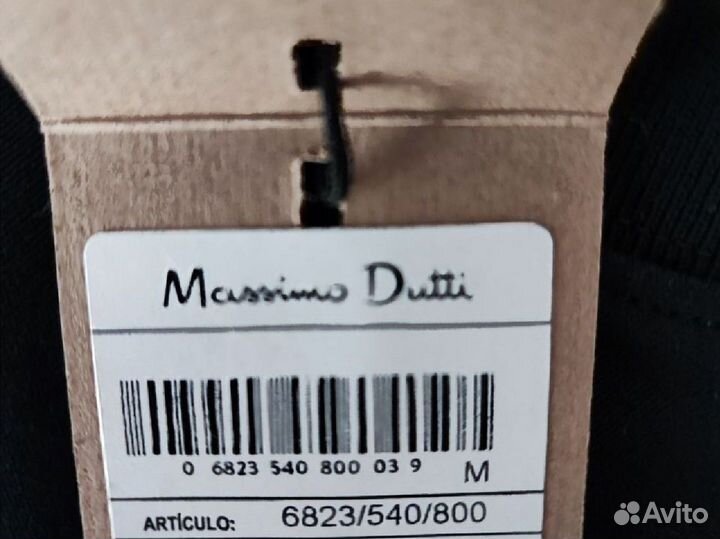 Massimo Dutti
0 6823 540 800 03 9 M
ARTÍCULO: 6823/540/800
Avito